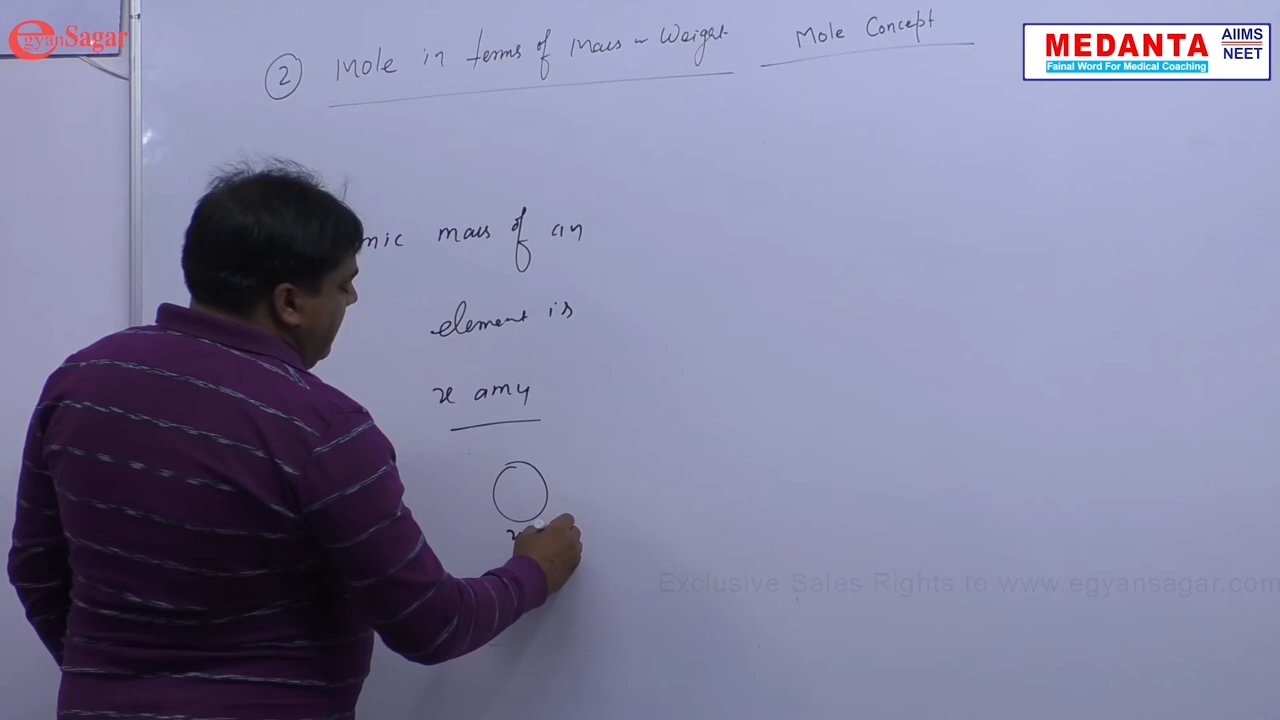 egyanSagar
② Mole in terms of Mass or Weight Mole Concept
MEDANTA
AIIMS
NEET
Fainal Word For Medical Coaching
mic mass of an
element is
x amu
x
Exclusive Sales Rights to www.egyansagar.com